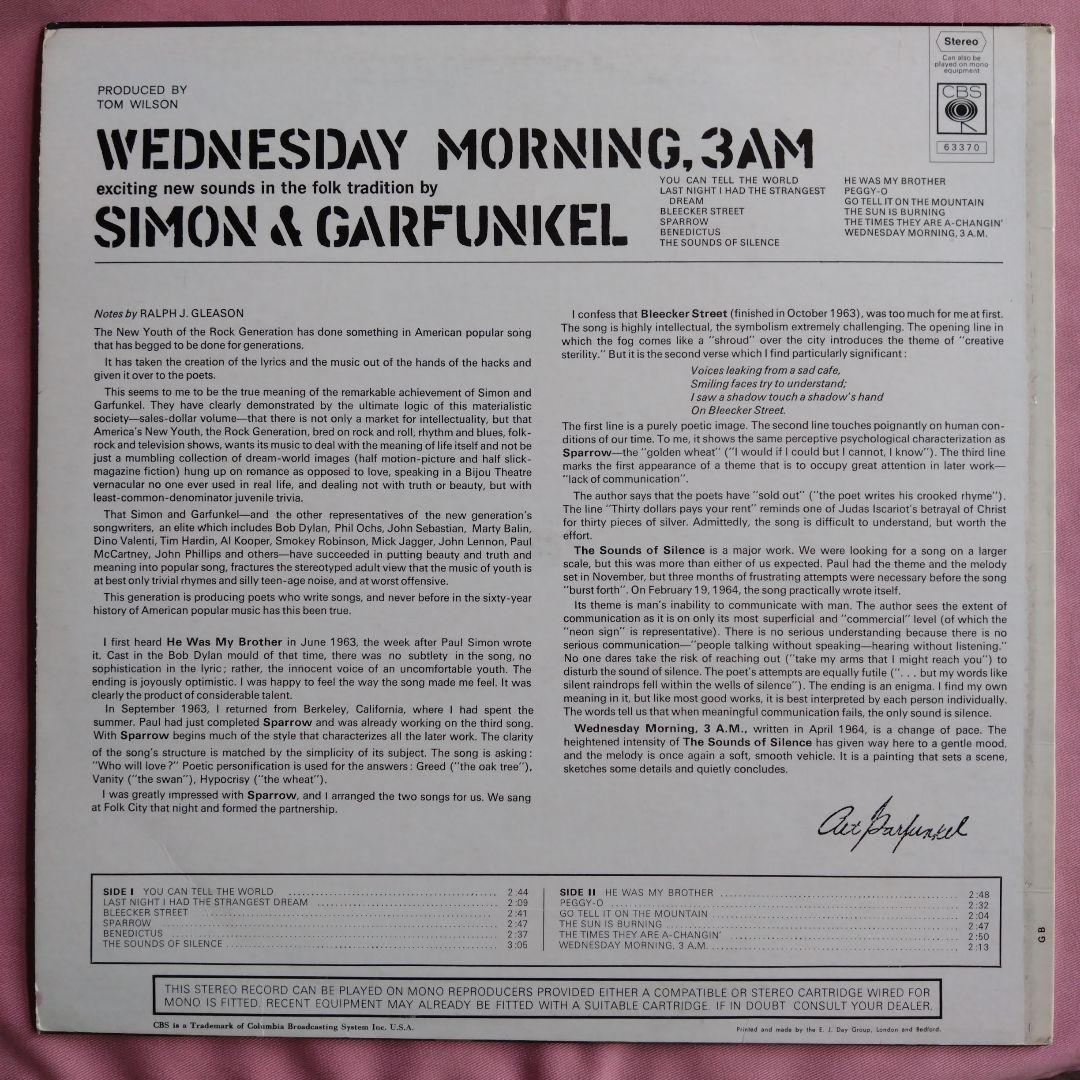 PRODUCED BY
TOM WILSON
WEDNESDAY MORNING, 3AM
exciting new sounds in the folk tradition by
SIMON & GARFUNKEL
YOU CAN TELL THE WORLD
LAST NIGHT I HAD THE STRANGEST
DREAM
BLEECKER STREET
SPARROW
BENEDICTUS
THE SOUNDS OF SILENCE
HE WAS MY BROTHER
PEGGY-O
GO TELL IT ON THE MOUNTAIN
THE SUN IS BURNING
THE TIMES THEY ARE A-CHANGIN'
WEDNESDAY MORNING, 3 A.M.
Stereo
Can also be
played on mono
equipment
CBS
63370
Notes by RALPH J. GLEASON
The New Youth of the Rock Generation has done something in American popular song
that has begged to be done for generations.
It has taken the creation of the lyrics and the music out of the hands of the hacks and
given it over to the poets.
This seems to me to be the true meaning of the remarkable achievement of Simon and
Garfunkel. They have clearly demonstrated by the ultimate logic of this materialistic
society—sales-dollar volume—that there is not only a market for intellectuality, but that
America's New Youth, the Rock Generation, bred on rock and roll, rhythm and blues, folk-
rock and television shows, wants its music to deal with the meaning of life itself and not be
just a mumbling collection of dream-world images (half motion-picture and half slick-
magazine fiction) hung up on romance as opposed to love, speaking in a Bijou Theatre
vernacular no one ever used in real life, and dealing not with truth or beauty, but with
least-common-denominator juvenile trivia.
That Simon and Garfunkel—and the other representatives of the new generation's
songwriters, an elite which includes Bob Dylan, Phil Ochs, John Sebastian, Marty Balin,
Dino Valenti, Tim Hardin, Al Kooper, Smokey Robinson, Mick Jagger, John Lennon, Paul
McCartney, John Phillips and others—have succeeded in putting beauty and truth and
meaning into popular song, fractures the stereotyped adult view that the music of youth is
at best only trivial rhymes and silly teen-age noise, and at worst offensive.
This generation is producing poets who write songs, and never before in the sixty-year
history of American popular music has this been true.
I first heard He Was My Brother in June 1963, the week after Paul Simon wrote
it. Cast in the Bob Dylan mould of that time, there was no subtlety in the song, no
sophistication in the lyric; rather, the innocent voice of an uncomfortable youth. The
ending is joyously optimistic. I was happy to feel the way the song made me feel. It was
clearly the product of considerable talent.
In September 1963, I returned from Berkeley, California, where I had spent the
summer. Paul had just completed Sparrow and was already working on the third song.
With Sparrow begins much of the style that characterizes all the later work. The clarity
of the song's structure is matched by the simplicity of its subject. The song is asking:
"Who will love?" Poetic personification is used for the answers: Greed ("the oak tree"),
Vanity ("the swan"), Hypocrisy ("the wheat").
I was greatly impressed with Sparrow, and I arranged the two songs for us. We sang
at Folk City that night and formed the partnership.
I confess that Bleecker Street (finished in October 1963), was too much for me at first.
The song is highly intellectual, the symbolism extremely challenging. The opening line in
which the fog comes like a "shroud" over the city introduces the theme of "creative
sterility." But it is the second verse which I find particularly significant:
Voices leaking from a sad cafe,
Smiling faces try to understand;
I saw a shadow touch a shadow's hand
On Bleecker Street.
The first line is a purely poetic image. The second line touches poignantly on human con-
ditions of our time. To me, it shows the same perceptive psychological characterization as
Sparrow—the "golden wheat" ("I would if I could but I cannot, I know"). The third line
marks the first appearance of a theme that is to occupy great attention in later work—
"lack of communication".
The author says that the poets have "sold out" ("the poet writes his crooked rhyme").
The line "Thirty dollars pays your rent" reminds one of Judas Iscariot's betrayal of Christ
for thirty pieces of silver. Admittedly, the song is difficult to understand, but worth the
effort.
The Sounds of Silence is a major work. We were looking for a song on a larger
scale, but this was more than either of us expected. Paul had the theme and the melody
set in November, but three months of frustrating attempts were necessary before the song
"burst forth". On February 19, 1964, the song practically wrote itself.
Its theme is man's inability to communicate with man. The author sees the extent of
communication as it is on only its most superficial and "commercial" level (of which the
"neon sign" is representative). There is no serious understanding because there is no
serious communication—"people talking without speaking—hearing without listening."
No one dares take the risk of reaching out ("take my arms that I might reach you") to
disturb the sound of silence. The poet's attempts are equally futile (". . . but my words like
silent raindrops fell within the wells of silence"). The ending is an enigma. I find my own
meaning in it, but like most good works, it is best interpreted by each person individually.
The words tell us that when meaningful communication fails, the only sound is silence.
Wednesday Morning, 3 A.M., written in April 1964, is a change of pace. The
heightened intensity of The Sounds of Silence has given way here to a gentle mood,
and the melody is once again a soft, smooth vehicle. It is a painting that sets a scene,
sketches some details and quietly concludes.
Art Garfunkel
SIDE I YOU CAN TELL THE WORLD 2:44
LAST NIGHT I HAD THE STRANGEST DREAM 2:09
BLEECKER STREET 2:41
SPARROW 2:47
BENEDICTUS 2:37
THE SOUNDS OF SILENCE 3:05
SIDE II HE WAS MY BROTHER 2:48
PEGGY-O 2:32
GO TELL IT ON THE MOUNTAIN 2:04
THE SUN IS BURNING 2:47
THE TIMES THEY ARE A-CHANGIN' 2:50
WEDNESDAY MORNING, 3 A.M. 2:13
GB
THIS STEREO RECORD CAN BE PLAYED ON MONO REPRODUCERS PROVIDED EITHER A COMPATIBLE OR STEREO CARTRIDGE WIRED FOR
MONO IS FITTED. RECENT EQUIPMENT MAY ALREADY BE FITTED WITH A SUITABLE CARTRIDGE. IF IN DOUBT CONSULT YOUR DEALER.
CBS is a Trademark of Columbia Broadcasting System Inc. U.S.A.
Printed and made by the E. J. Day Group, London and Bedford.